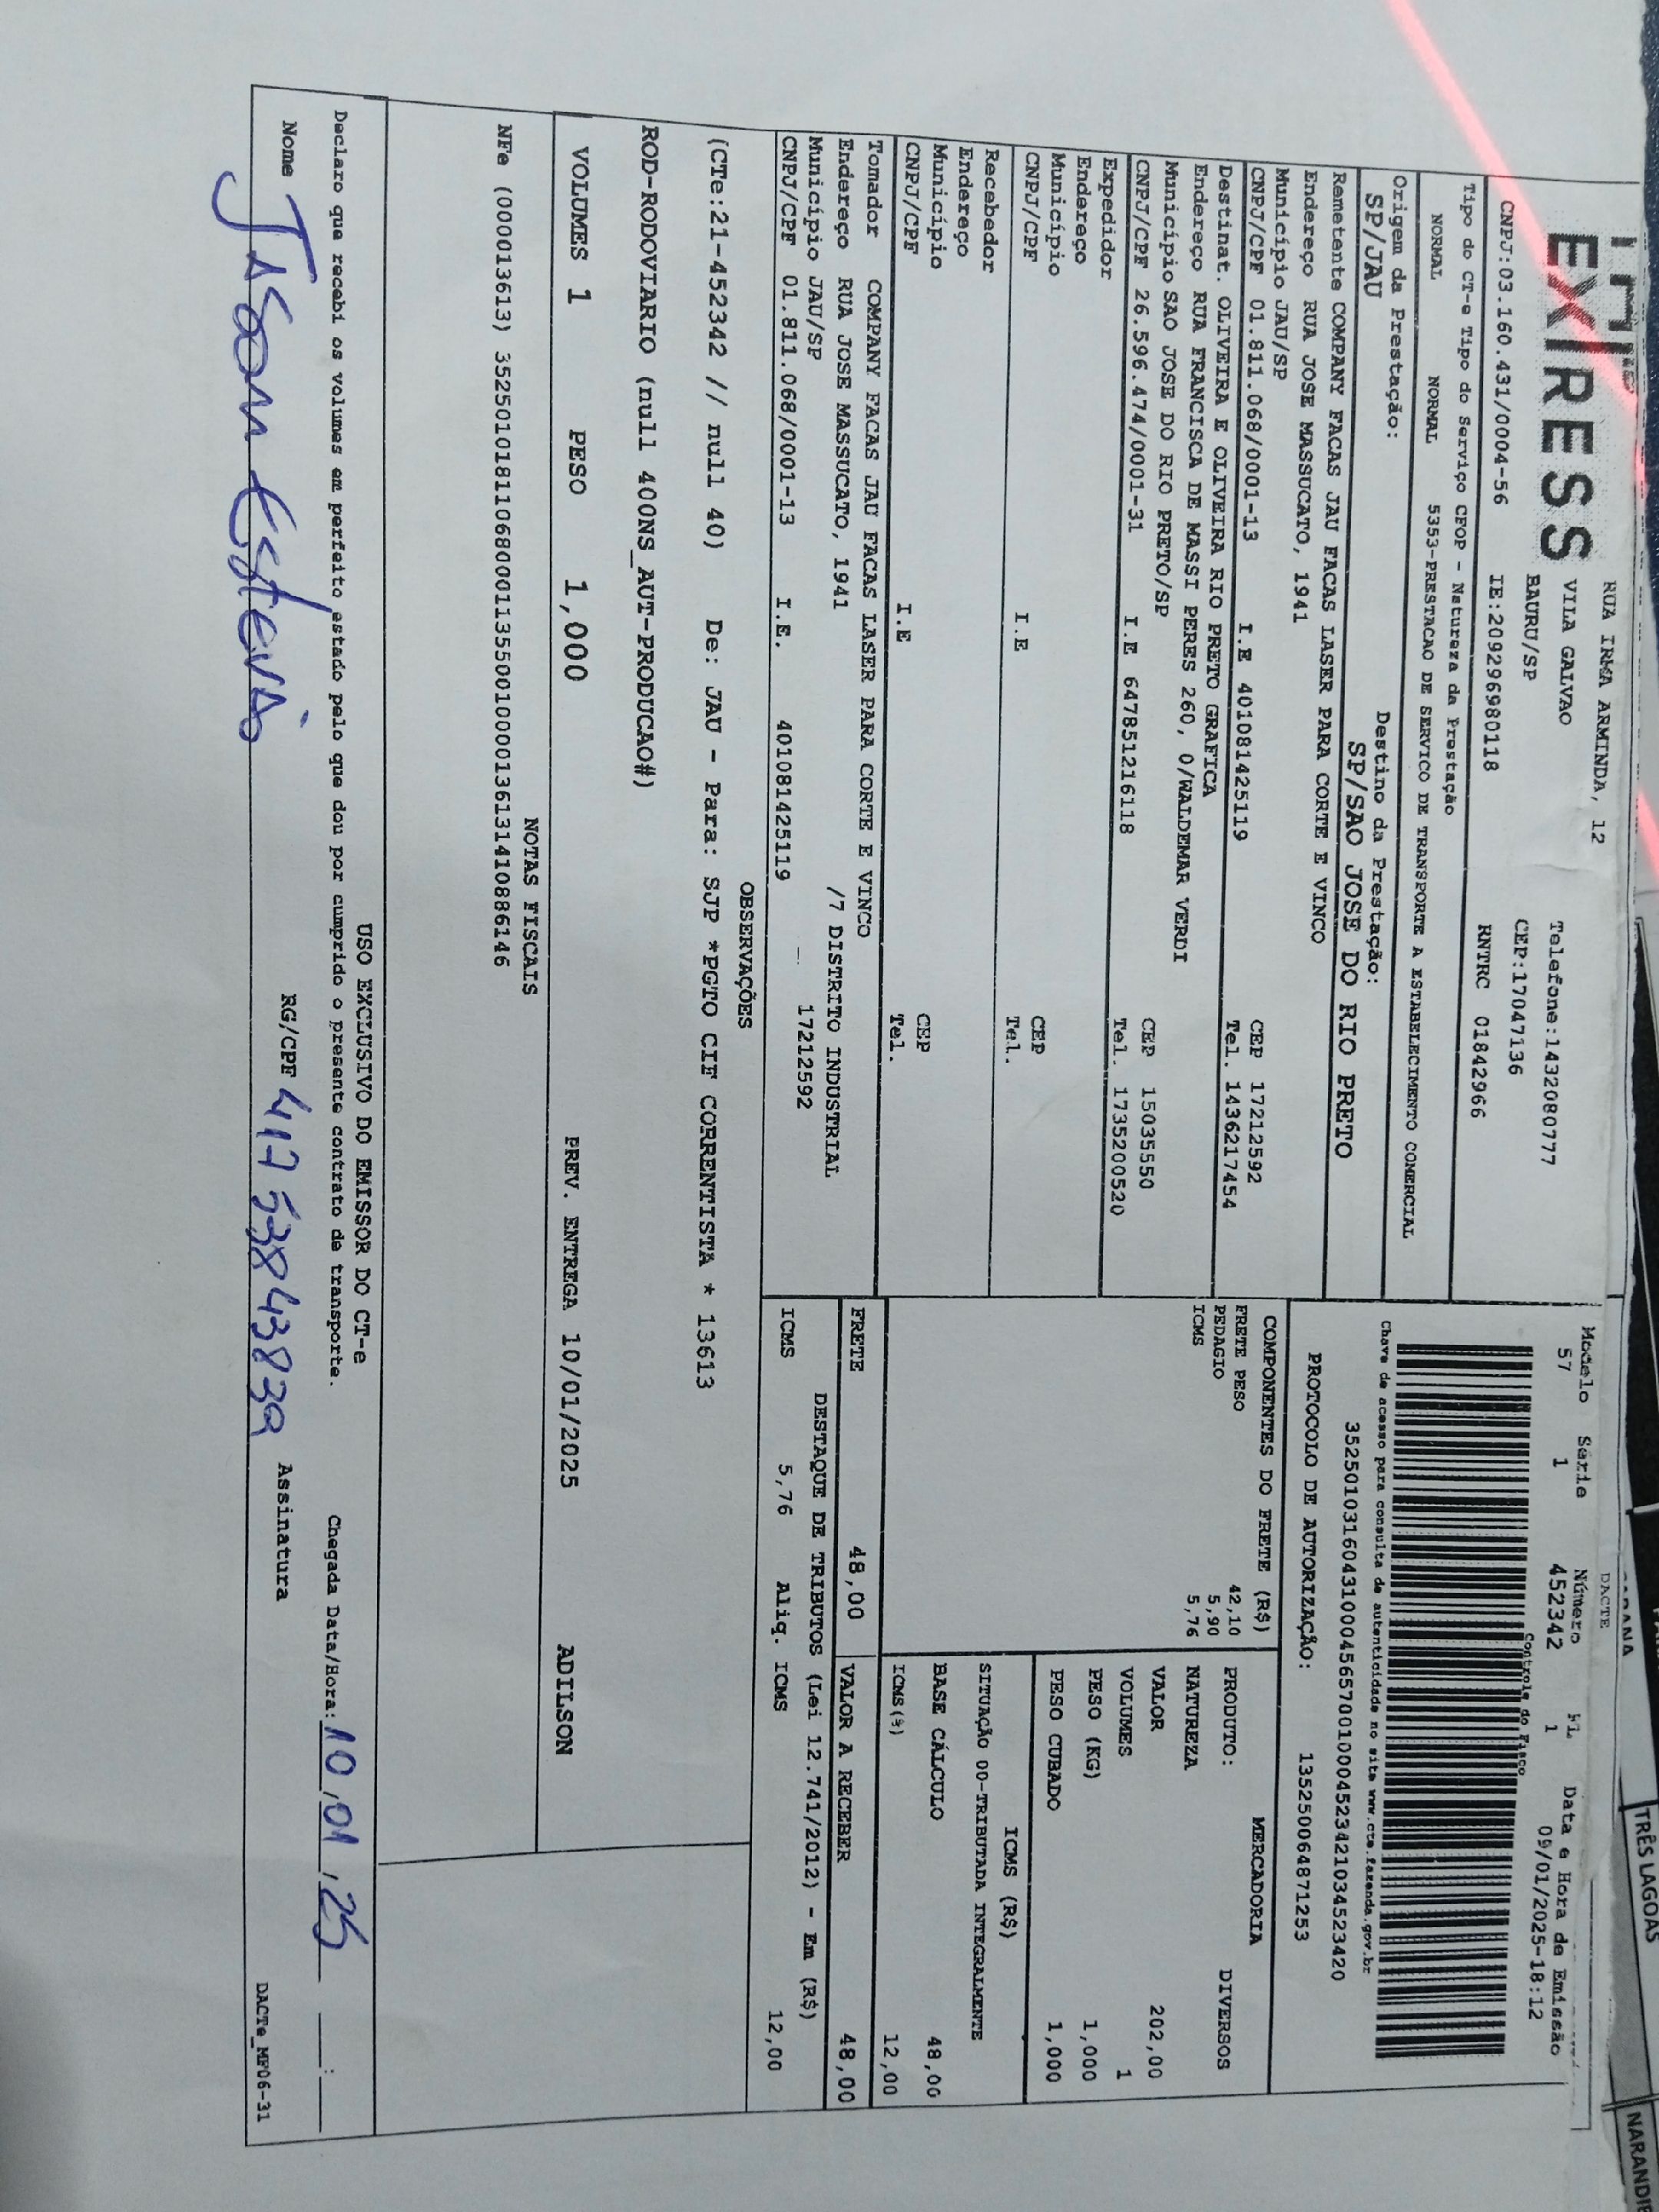 EXPRESS
RUA IRMA ARMINDA, 12
VILA GALVAO
BAURU/SP
Telefone:1432080777
CEP:17047136
CNPJ:03.160.431/0004-56 IE:209296980118 RNTRC 01842966
DACTE
Modelo Série Número FL Data e Hora de Emissão
57 1 452342 1 09/01/2025-18:12
Controle do Fisco
Tipo do CT-e Tipo do Serviço CFOP - Natureza da Prestação
NORMAL NORMAL 5353-PRESTACAO DE SERVICO DE TRANSPORTE A ESTABELECIMENTO COMERCIAL
Chave de acesso para consulta de autenticidade no site www.cte.fazenda.gov.br
35250103160431000456570010004523421034523420
Origem da Prestação: Destino da Prestação:
SP/JAU SP/SAO JOSE DO RIO PRETO
PROTOCOLO DE AUTORIZAÇÃO: 135250064871253
Remetente COMPANY FACAS JAU FACAS LASER PARA CORTE E VINCO
Endereço RUA JOSE MASSUCATO, 1941
Município JAU/SP CEP 17212592
CNPJ/CPF 01.811.068/0001-13 I.E 401081425119 Tel. 1436217454
Destinat. OLIVEIRA E OLIVEIRA RIO PRETO GRAFICA
Endereço RUA FRANCISCA DE MASSI PERES 260, 0/WALDEMAR VERDI
Município SAO JOSE DO RIO PRETO/SP CEP 15035550
CNPJ/CPF 26.596.474/0001-31 I.E 647851216118 Tel. 1735200520
Expedidor
Endereço
Município CEP
CNPJ/CPF I.E Tel.
Recebedor
Endereço
Município CEP
CNPJ/CPF I.E Tel.
Tomador COMPANY FACAS JAU FACAS LASER PARA CORTE E VINCO
Endereço RUA JOSE MASSUCATO, 1941 /7 DISTRITO INDUSTRIAL
Município JAU/SP 17212592
CNPJ/CPF 01.811.068/0001-13 I.E. 401081425119
COMPONENTES DO FRETE (R$)
FRETE PESO 42,10
PEDAGIO 5,90
ICMS 5,76
MERCADORIA
PRODUTO: DIVERSOS
NATUREZA
VALOR 202,00
VOLUMES 1
PESO (KG) 1,000
PESO CUBADO 1,000
ICMS (R$)
SITUAÇÃO 00-TRIBUTADA INTEGRALMENTE
BASE CÁLCULO 48,00
ICMS(%) 12,00
FRETE 48,00 VALOR A RECEBER 48,00
DESTAQUE DE TRIBUTOS (Lei 12.741/2012) - Em (R$)
ICMS 5,76 Aliq. ICMS 12,00
OBSERVAÇÕES
(CTe:21-452342 // null 40) De: JAU - Para: SJP *PGTO CIF CORRENTISTA * 13613
ROD-RODOVIARIO (null 400NS_AUT-PRODUCAO#)
VOLUMES 1 PESO 1,000 PREV. ENTREGA 10/01/2025 ADILSON
NOTAS FISCAIS
NFe (000013613) 35250101811068000113550010000136131410886146
USO EXCLUSIVO DO EMISSOR DO CT-e
Declaro que recebi os volumes em perfeito estado pelo que dou por cumprido o presente contrato de transporte. Chegada Data/Hora: 10/01/25 __:__
Nome Jason Estevão RG/CPF 41753843839 Assinatura
DACTe_MF06-31
TRÊS LAGOAS